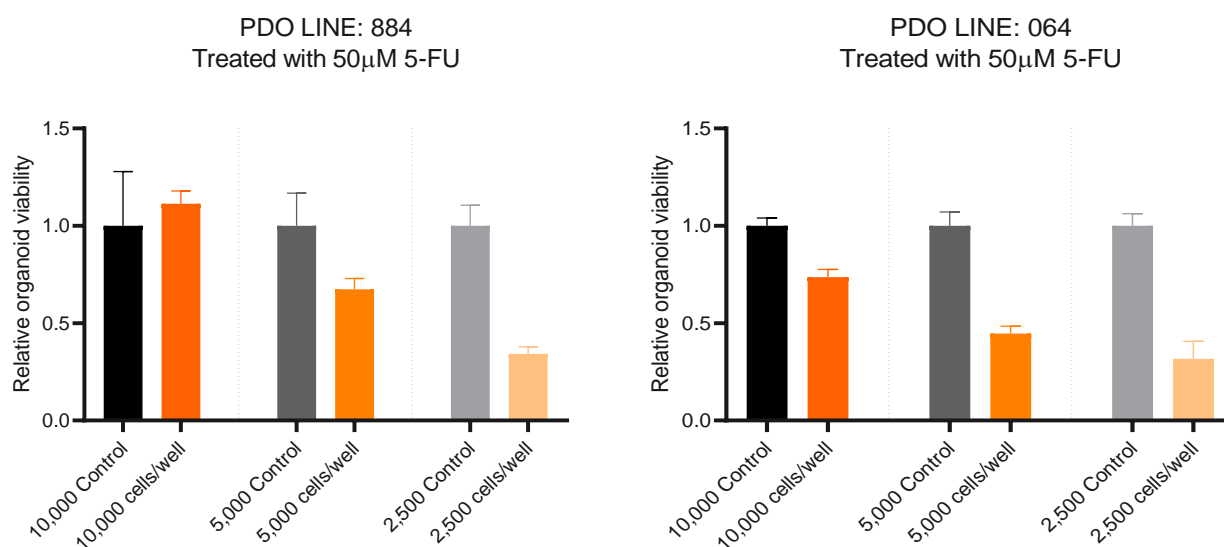 PDO LINE: 884
Treated with 50μM 5-FU
Relative organoid viability
1.5
1.0
0.5
0.0
10,000 Control
10,000 cells/well
5,000 Control
5,000 cells/well
2,500 Control
2,500 cells/well
PDO LINE: 064
Treated with 50μM 5-FU
Relative organoid viability
1.5
1.0
0.5
0.0
10,000 Control
10,000 cells/well
5,000 Control
5,000 cells/well
2,500 Control
2,500 cells/well